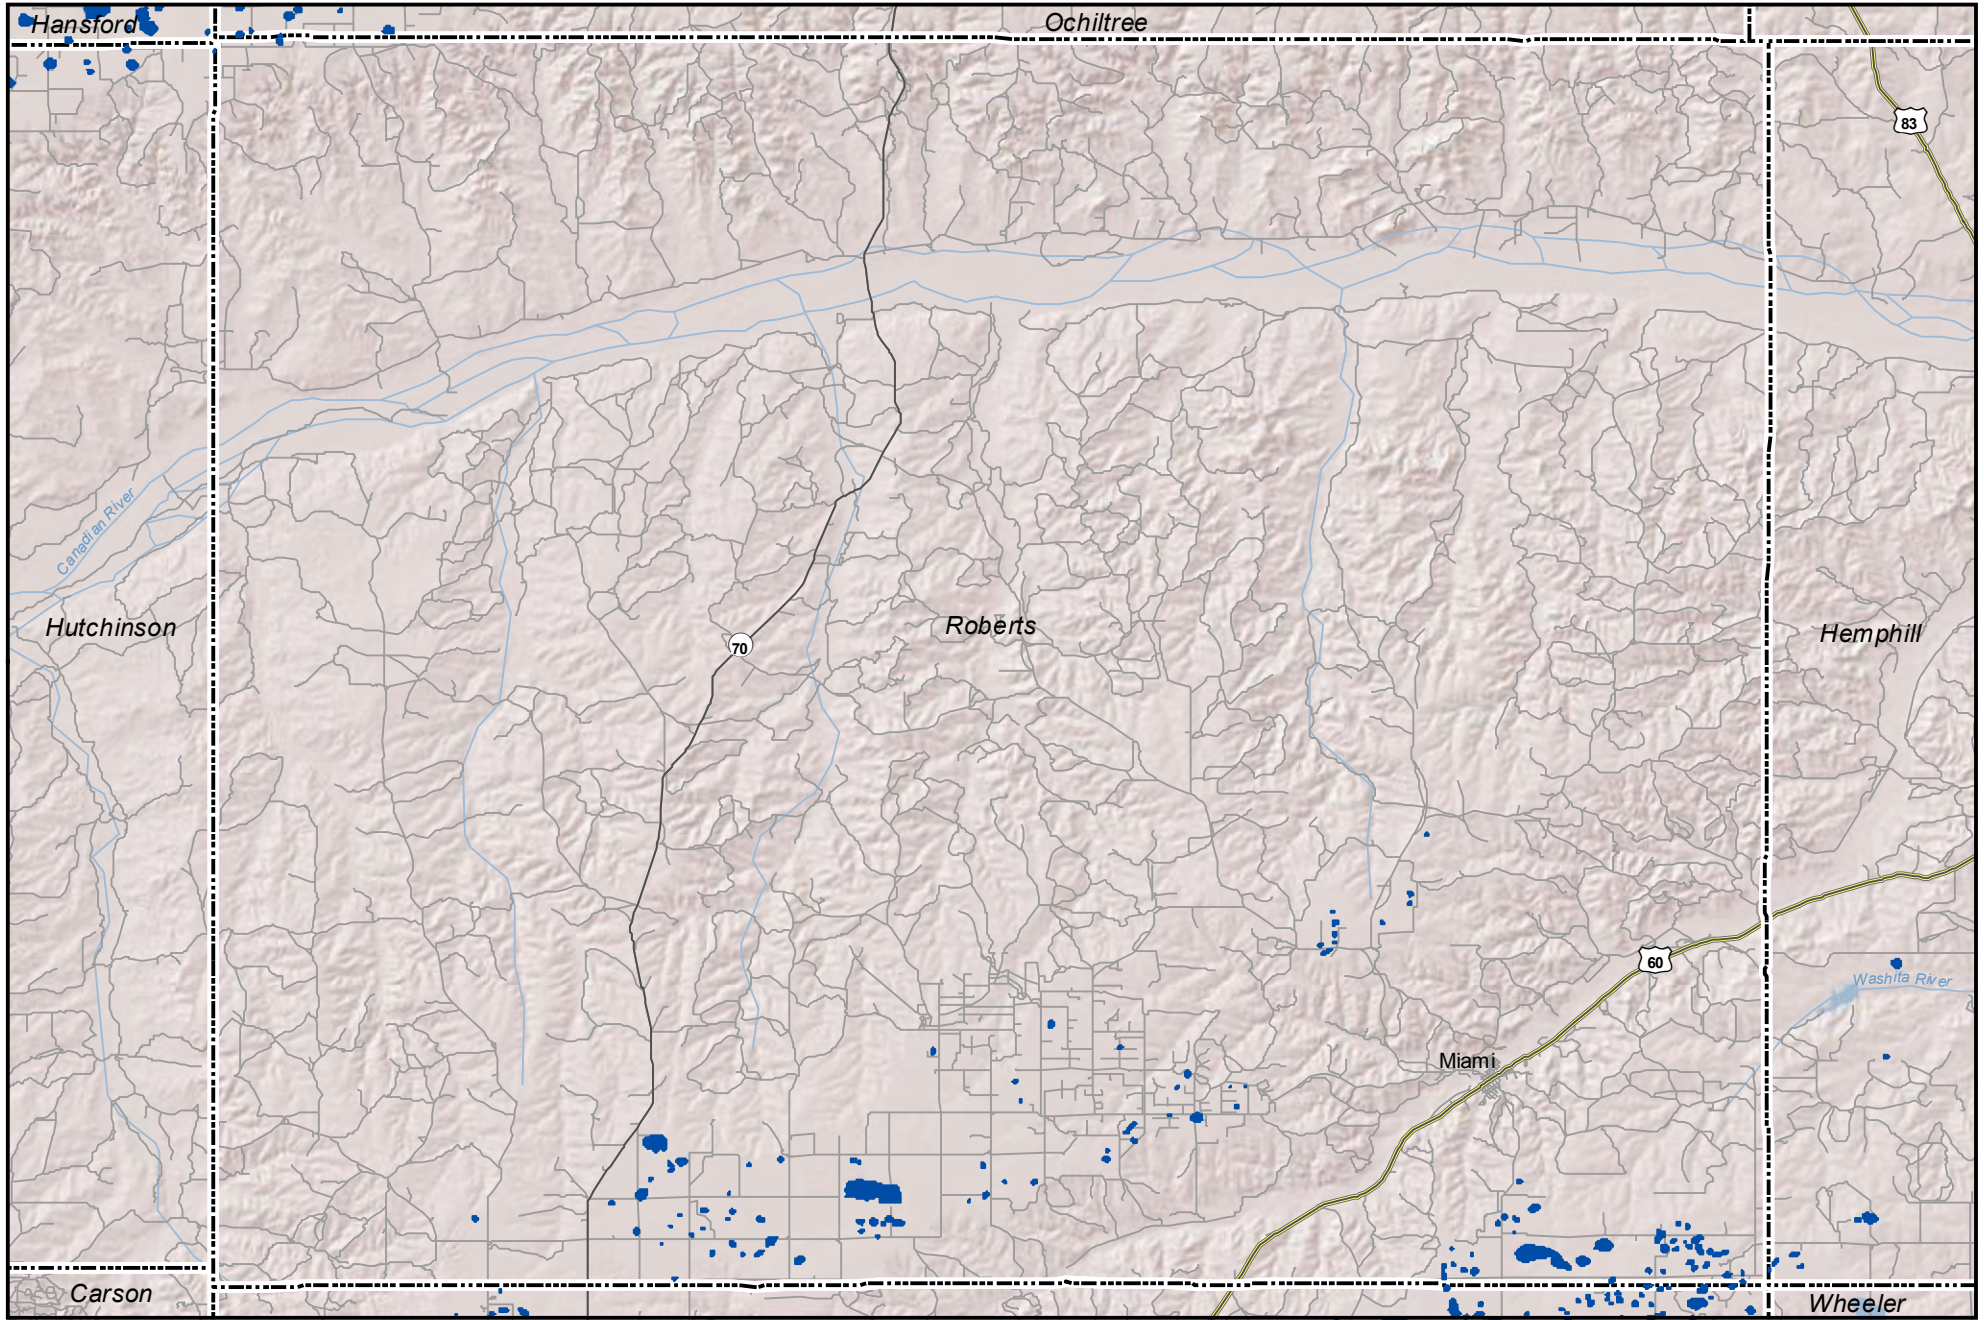 Hansford
Ochiltree
83
Canadian River
Hutchinson
Roberts
Hemphill
70
60
Washita River
Miami
Carson
Wheeler